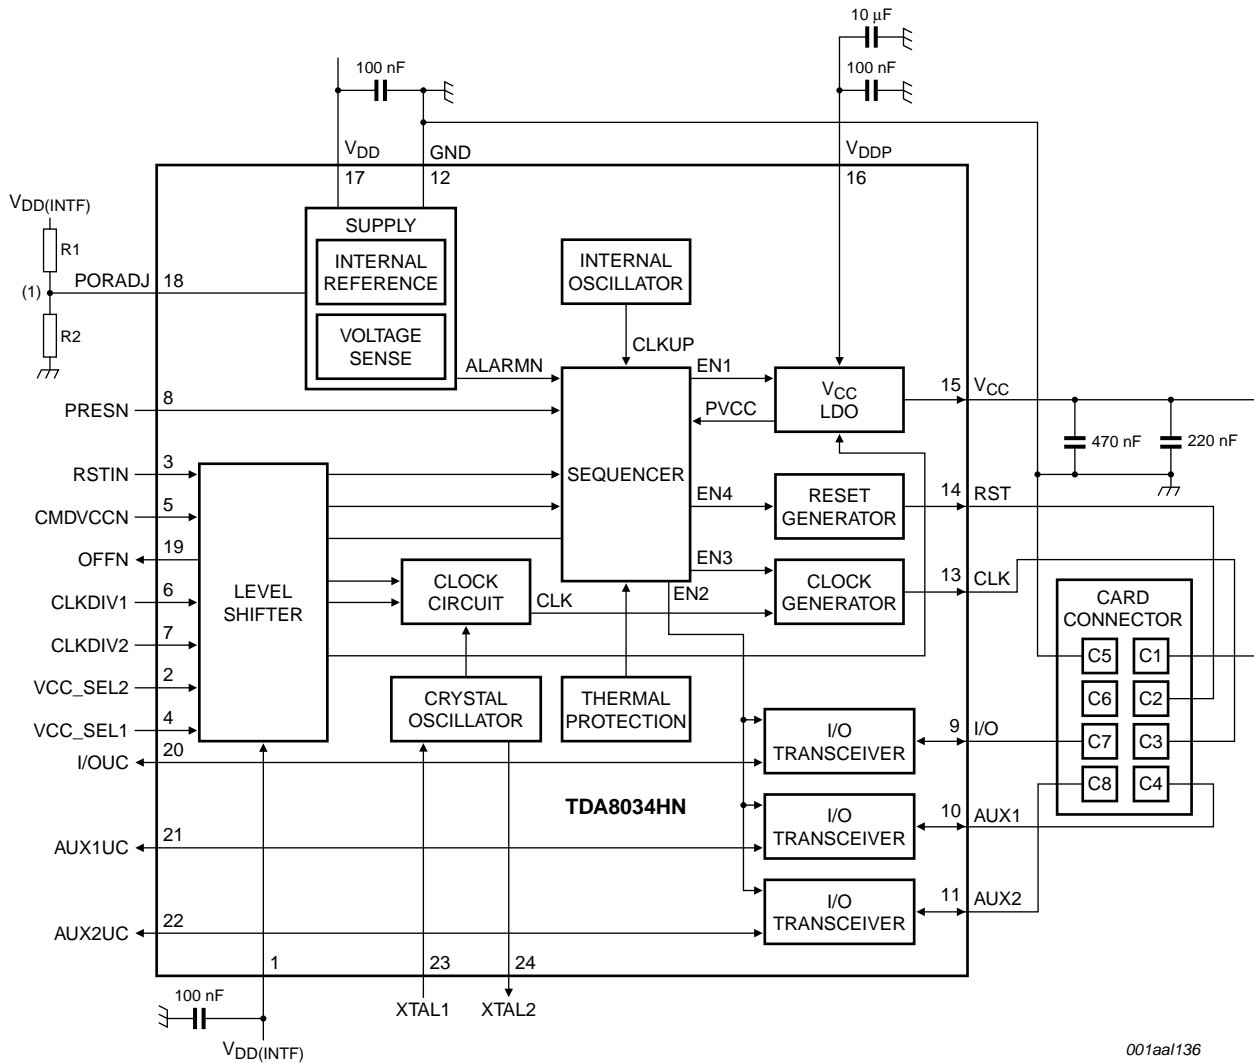 10 μF
100 nF
100 nF
VDD
GND
VDDP
17
12
16
VDD(INTF)
R1
PORADJ
18
(1)
R2
SUPPLY
INTERNAL
REFERENCE
VOLTAGE
SENSE
INTERNAL
OSCILLATOR
CLKUP
ALARMN
EN1
PVCC
VCC
LDO
15
VCC
470 nF
220 nF
PRESN
8
RSTIN
3
CMDVCCN
5
OFFN
19
CLKDIV1
6
CLKDIV2
7
VCC_SEL2
2
VCC_SEL1
4
I/OUC
20
AUX1UC
21
AUX2UC
22
LEVEL
SHIFTER
SEQUENCER
EN4
RESET
GENERATOR
14
RST
EN3
EN2
CLOCK
CIRCUIT
CLK
CLOCK
GENERATOR
13
CLK
CRYSTAL
OSCILLATOR
THERMAL
PROTECTION
CARD
CONNECTOR
C5
C1
C6
C2
C7
C3
C8
C4
I/O
TRANSCEIVER
9
I/O
TDA8034HN
I/O
TRANSCEIVER
10
AUX1
I/O
TRANSCEIVER
11
AUX2
1
23
24
100 nF
XTAL1
XTAL2
VDD(INTF)
001aal136